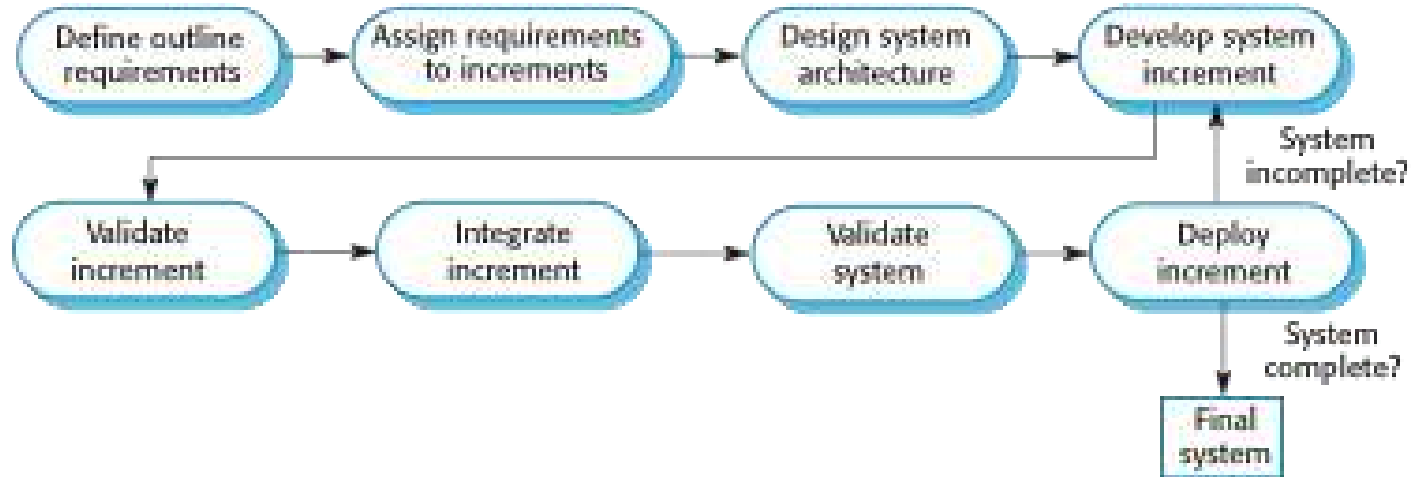 Define outline
requirements
Assign requirements
to increments
Design system
architecture
Develop system
increment
System
incomplete?
Validate
increment
Integrate
increment
Validate
system
Deploy
increment
System
complete?
Final
system